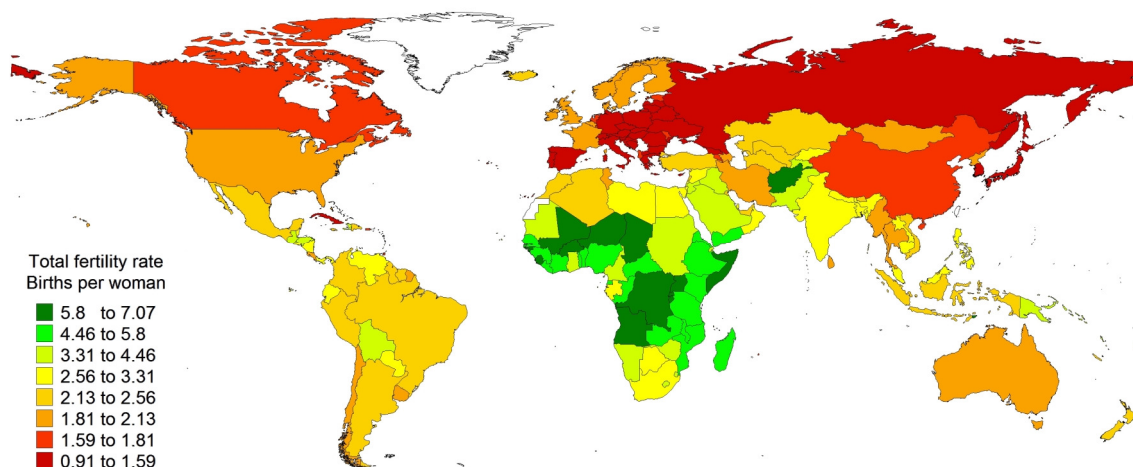 Total fertility rate
Births per woman
5.8 to 7.07
4.46 to 5.8
3.31 to 4.46
2.56 to 3.31
2.13 to 2.56
1.81 to 2.13
1.59 to 1.81
0.91 to 1.59